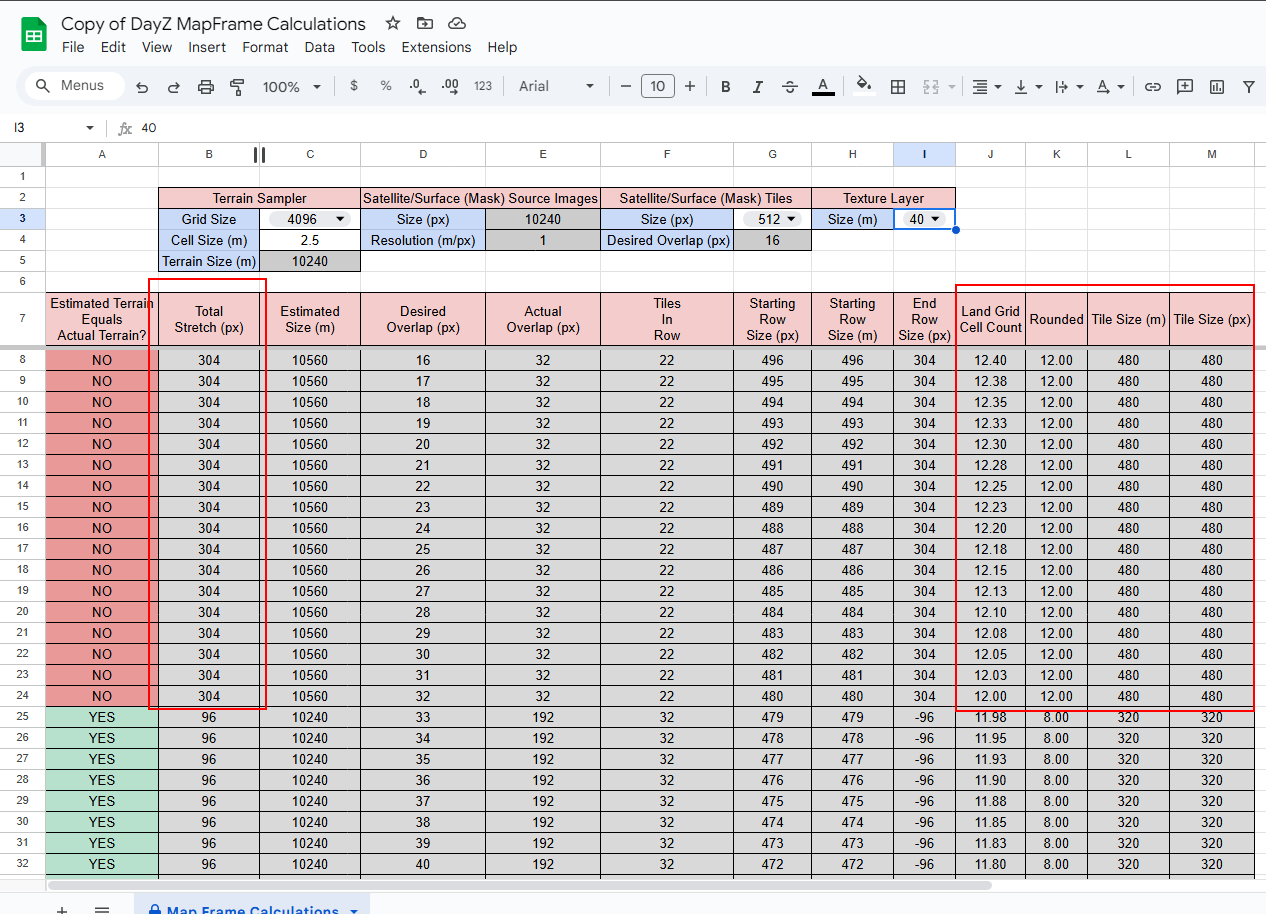 Copy of DayZ MapFrame Calculations
File Edit View Insert Format Data Tools Extensions Help
Menus 100% $ % .0 .00 123 Arial 10 B I A
I3 fx 40
A B C D E F G H I J K L M
1
2 Terrain Sampler Satellite/Surface (Mask) Source Images Satellite/Surface (Mask) Tiles Texture Layer
3 Grid Size 4096 Size (px) 10240 Size (px) 512 Size (m) 40
4 Cell Size (m) 2.5 Resolution (m/px) 1 Desired Overlap (px) 16
5 Terrain Size (m) 10240
6
7 Estimated Terrain Equals Actual Terrain? Total Stretch (px) Estimated Size (m) Desired Overlap (px) Actual Overlap (px) Tiles In Row Starting Row Size (px) Starting Row Size (m) End Row Size (px) Land Grid Cell Count Rounded Tile Size (m) Tile Size (px)
8 NO 304 10560 16 32 22 496 496 304 12.40 12.00 480 480
9 NO 304 10560 17 32 22 495 495 304 12.38 12.00 480 480
10 NO 304 10560 18 32 22 494 494 304 12.35 12.00 480 480
11 NO 304 10560 19 32 22 493 493 304 12.33 12.00 480 480
12 NO 304 10560 20 32 22 492 492 304 12.30 12.00 480 480
13 NO 304 10560 21 32 22 491 491 304 12.28 12.00 480 480
14 NO 304 10560 22 32 22 490 490 304 12.25 12.00 480 480
15 NO 304 10560 23 32 22 489 489 304 12.23 12.00 480 480
16 NO 304 10560 24 32 22 488 488 304 12.20 12.00 480 480
17 NO 304 10560 25 32 22 487 487 304 12.18 12.00 480 480
18 NO 304 10560 26 32 22 486 486 304 12.15 12.00 480 480
19 NO 304 10560 27 32 22 485 485 304 12.13 12.00 480 480
20 NO 304 10560 28 32 22 484 484 304 12.10 12.00 480 480
21 NO 304 10560 29 32 22 483 483 304 12.08 12.00 480 480
22 NO 304 10560 30 32 22 482 482 304 12.05 12.00 480 480
23 NO 304 10560 31 32 22 481 481 304 12.03 12.00 480 480
24 NO 304 10560 32 32 22 480 480 304 12.00 12.00 480 480
25 YES 96 10240 33 192 32 479 479 -96 11.98 8.00 320 320
26 YES 96 10240 34 192 32 478 478 -96 11.95 8.00 320 320
27 YES 96 10240 35 192 32 477 477 -96 11.93 8.00 320 320
28 YES 96 10240 36 192 32 476 476 -96 11.90 8.00 320 320
29 YES 96 10240 37 192 32 475 475 -96 11.88 8.00 320 320
30 YES 96 10240 38 192 32 474 474 -96 11.85 8.00 320 320
31 YES 96 10240 39 192 32 473 473 -96 11.83 8.00 320 320
32 YES 96 10240 40 192 32 472 472 -96 11.80 8.00 320 320
Map Frame Calculations